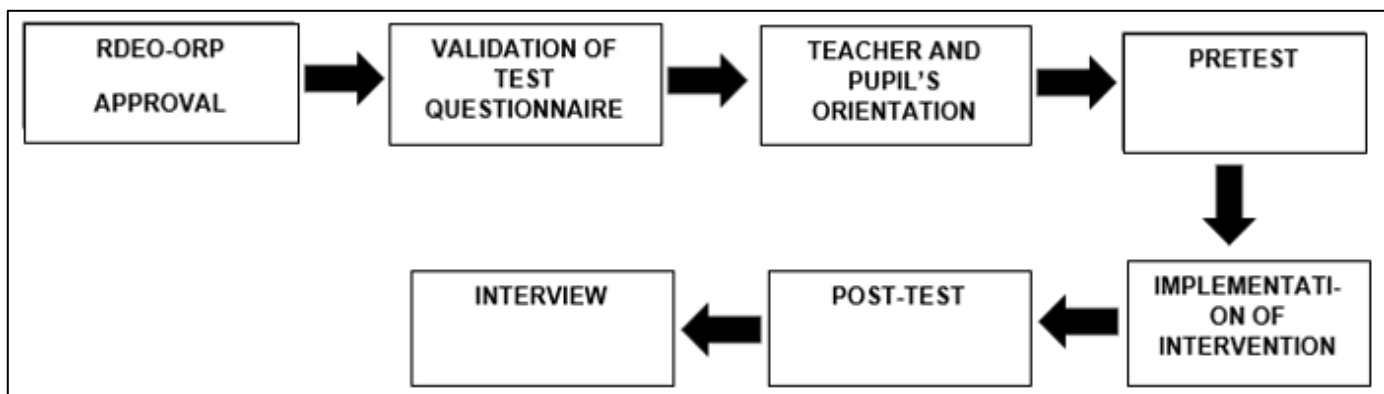 RDEO-ORP
APPROVAL
VALIDATION OF
TEST
QUESTIONNAIRE
TEACHER AND
PUPIL'S
ORIENTATION
PRETEST
IMPLEMENTATI-
ON OF
INTERVENTION
POST-TEST
INTERVIEW